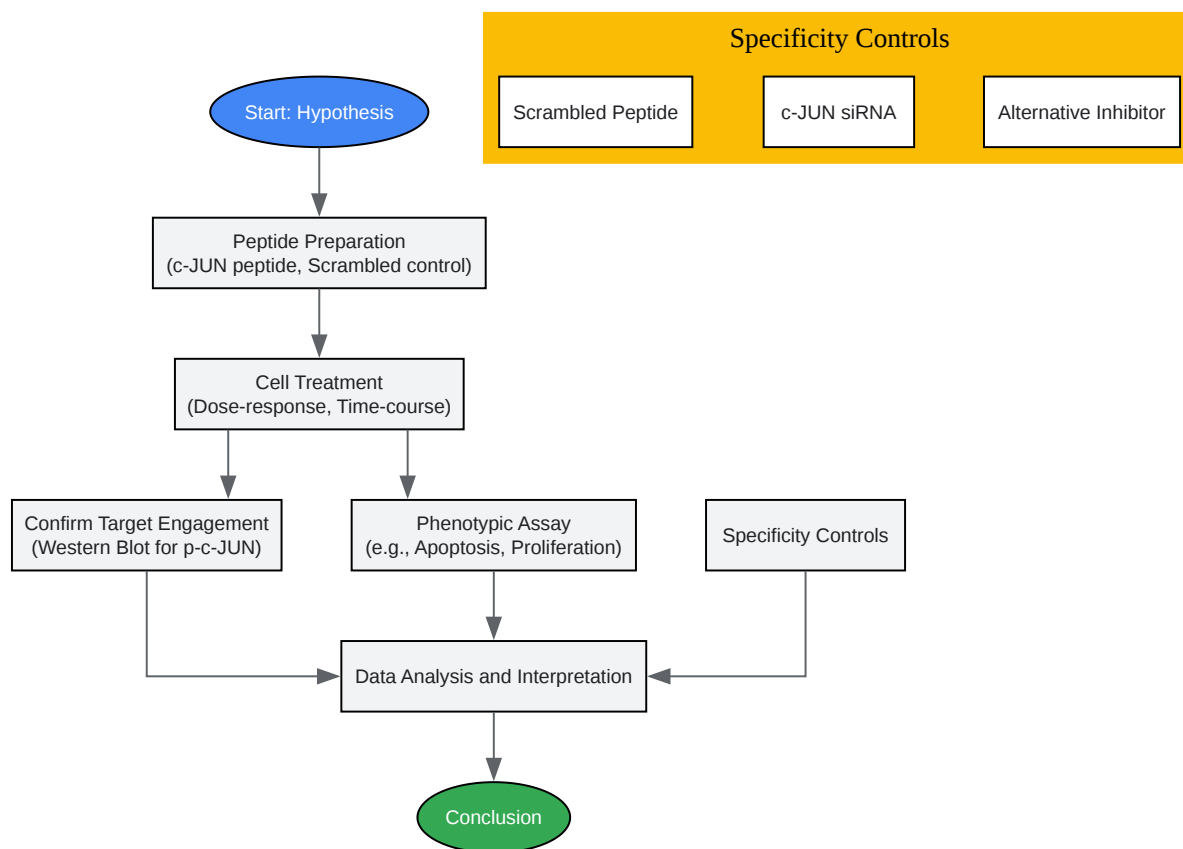 Specificity Controls
Scrambled Peptide
c-JUN siRNA
Alternative Inhibitor
Start: Hypothesis
Peptide Preparation
(c-JUN peptide, Scrambled control)
Cell Treatment
(Dose-response, Time-course)
Confirm Target Engagement
(Western Blot for p-c-JUN)
Phenotypic Assay
(e.g., Apoptosis, Proliferation)
Specificity Controls
Data Analysis and Interpretation
Conclusion